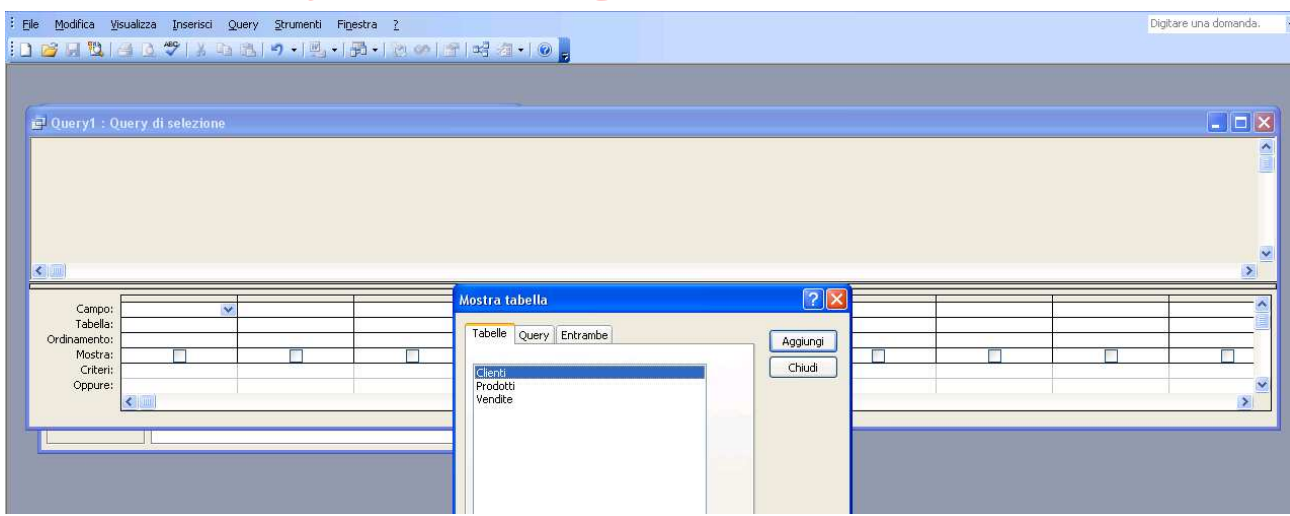 File Modifica Visualizza Inserisci Query Strumenti Finestra ? Digitare una domanda.
Query1 : Query di selezione
Campo:
Tabella:
Ordinamento:
Mostra:
Criteri:
Oppure:
Mostra tabella
Tabelle Query Entrambe
Aggiungi
Chiudi
Clienti
Prodotti
Vendite